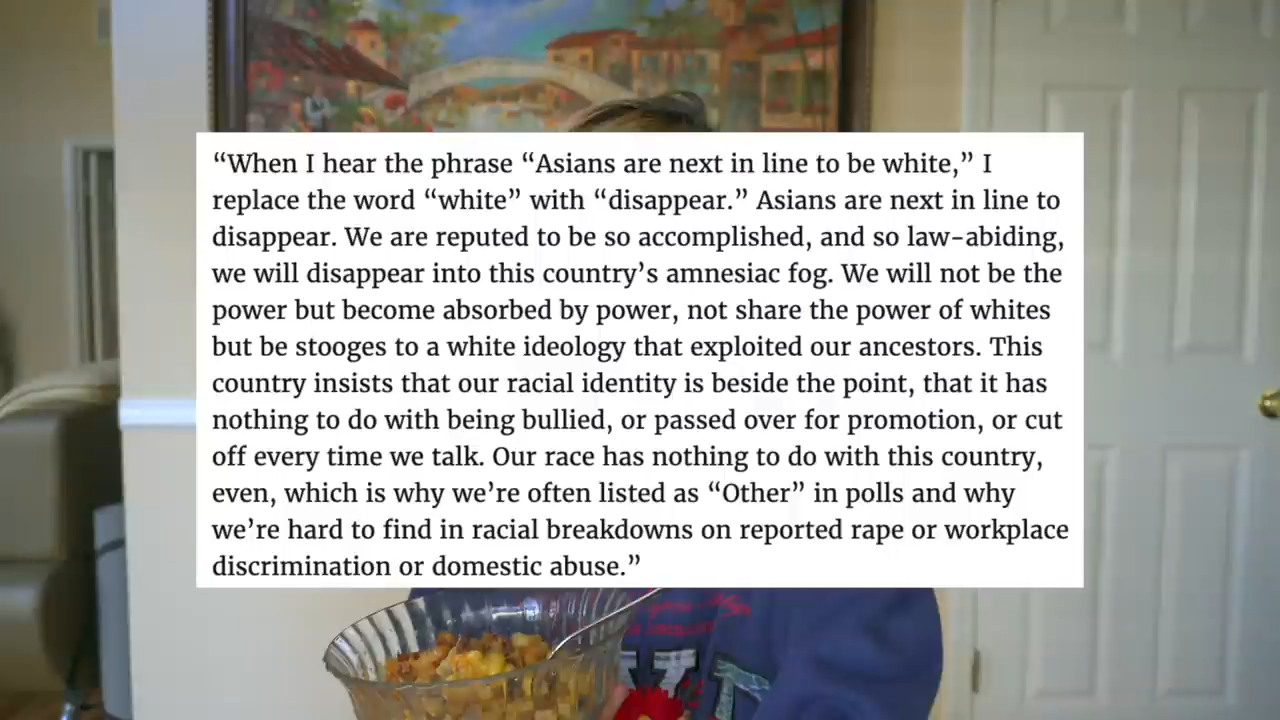 “When I hear the phrase “Asians are next in line to be white,” I
replace the word “white” with “disappear.” Asians are next in line to
disappear. We are reputed to be so accomplished, and so law-abiding,
we will disappear into this country’s amnesiac fog. We will not be the
power but become absorbed by power, not share the power of whites
but be stooges to a white ideology that exploited our ancestors. This
country insists that our racial identity is beside the point, that it has
nothing to do with being bullied, or passed over for promotion, or cut
off every time we talk. Our race has nothing to do with this country,
even, which is why we’re often listed as “Other” in polls and why
we’re hard to find in racial breakdowns on reported rape or workplace
discrimination or domestic abuse.”